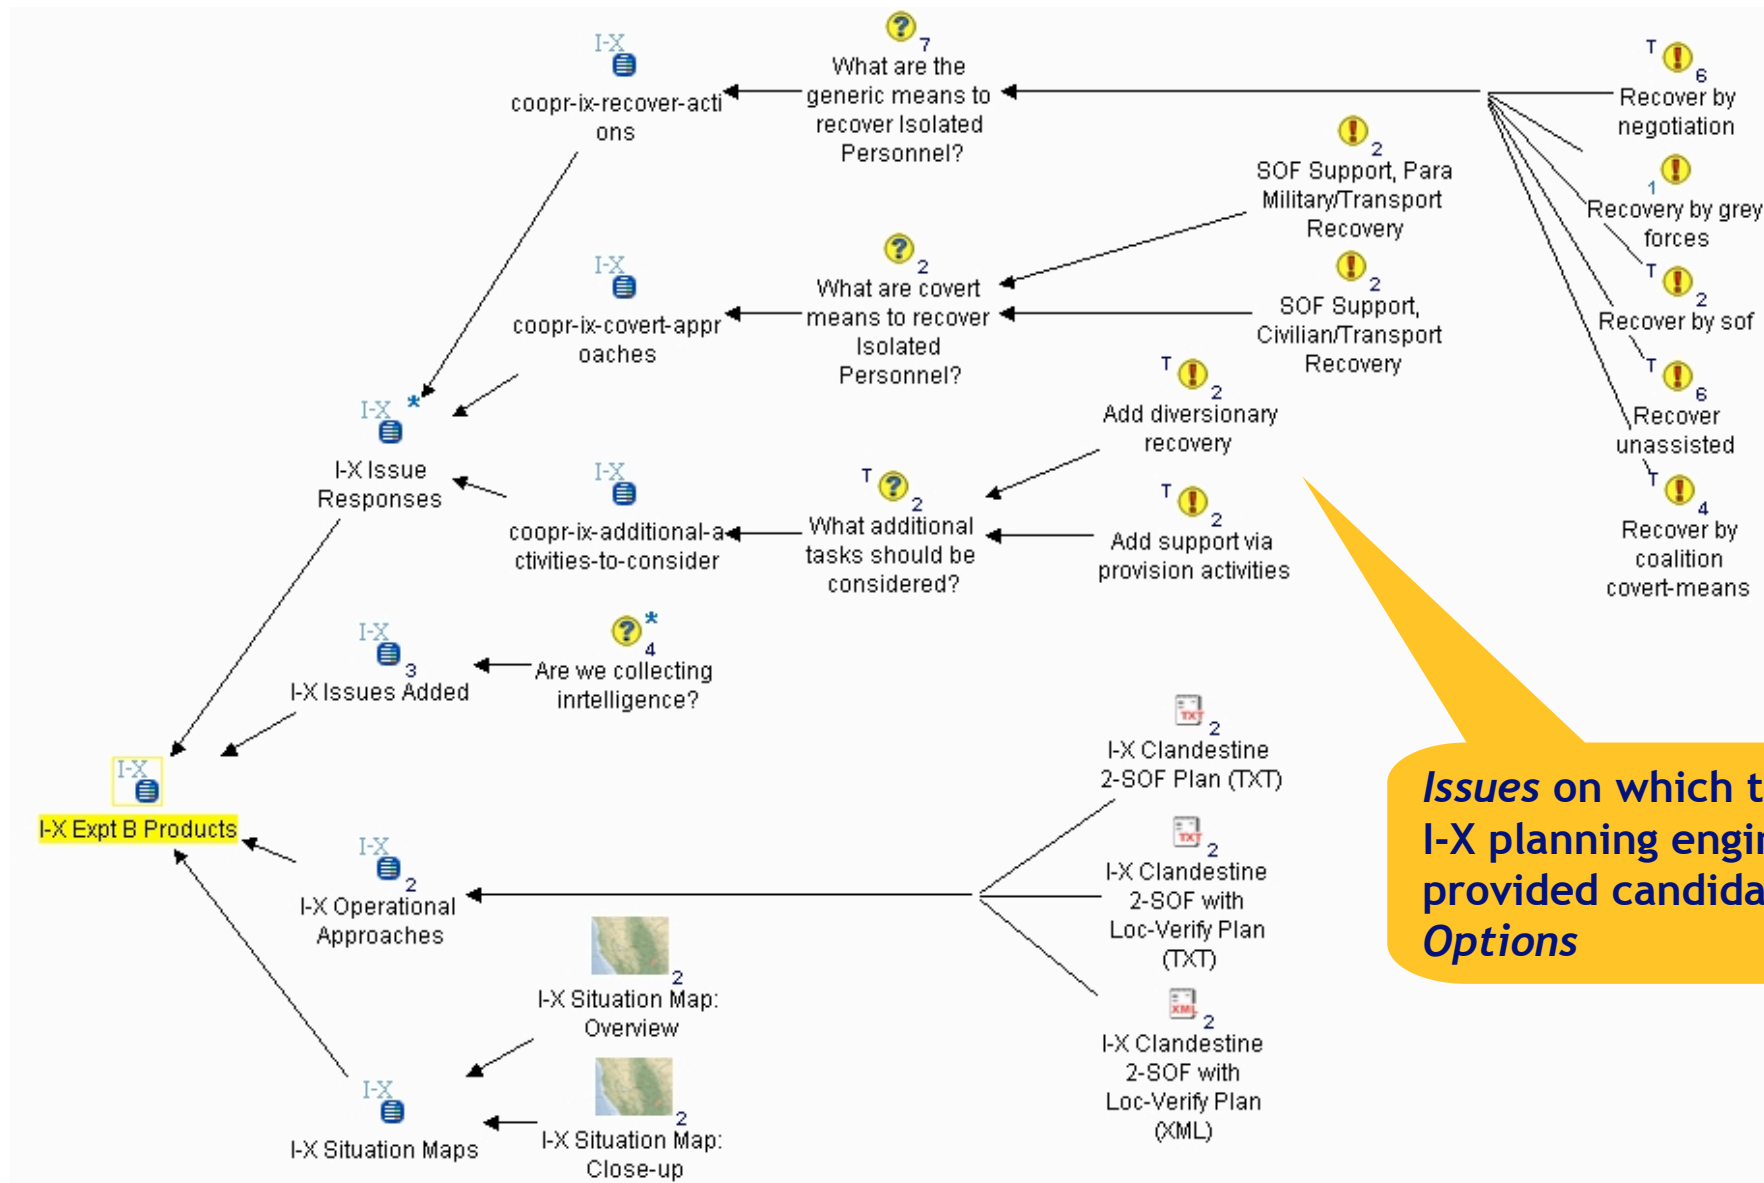 I-X
coopr-ix-recover-acti
ons
7
What are the
generic means to
recover Isolated
Personnel?
T
6
Recover by
negotiation
1
Recovery by grey
forces
T
2
Recover by sof
T
6
Recover
unassisted
T
4
Recover by
coalition
covert-means
2
SOF Support, Para
Military/Transport
Recovery
2
SOF Support,
Civilian/Transport
Recovery
I-X
coopr-ix-covert-appr
oaches
2
What are covert
means to recover
Isolated
Personnel?
T
2
Add diversionary
recovery
T
2
Add support via
provision activities
I-X *
I-X Issue
Responses
I-X
coopr-ix-additional-a
ctivities-to-consider
T
2
What additional
tasks should be
considered?
I-X
3
I-X Issues Added
*
4
Are we collecting
inrtelligence?
I-X
I-X Expt B Products
I-X
2
I-X Operational
Approaches
TXT
2
I-X Clandestine
2-SOF Plan (TXT)
TXT
2
I-X Clandestine
2-SOF with
Loc-Verify Plan
(TXT)
XML
2
I-X Clandestine
2-SOF with
Loc-Verify Plan
(XML)
2
I-X Situation Map:
Overview
2
I-X Situation Map:
Close-up
I-X
I-X Situation Maps
Issues on which
I-X planning
provided
Options